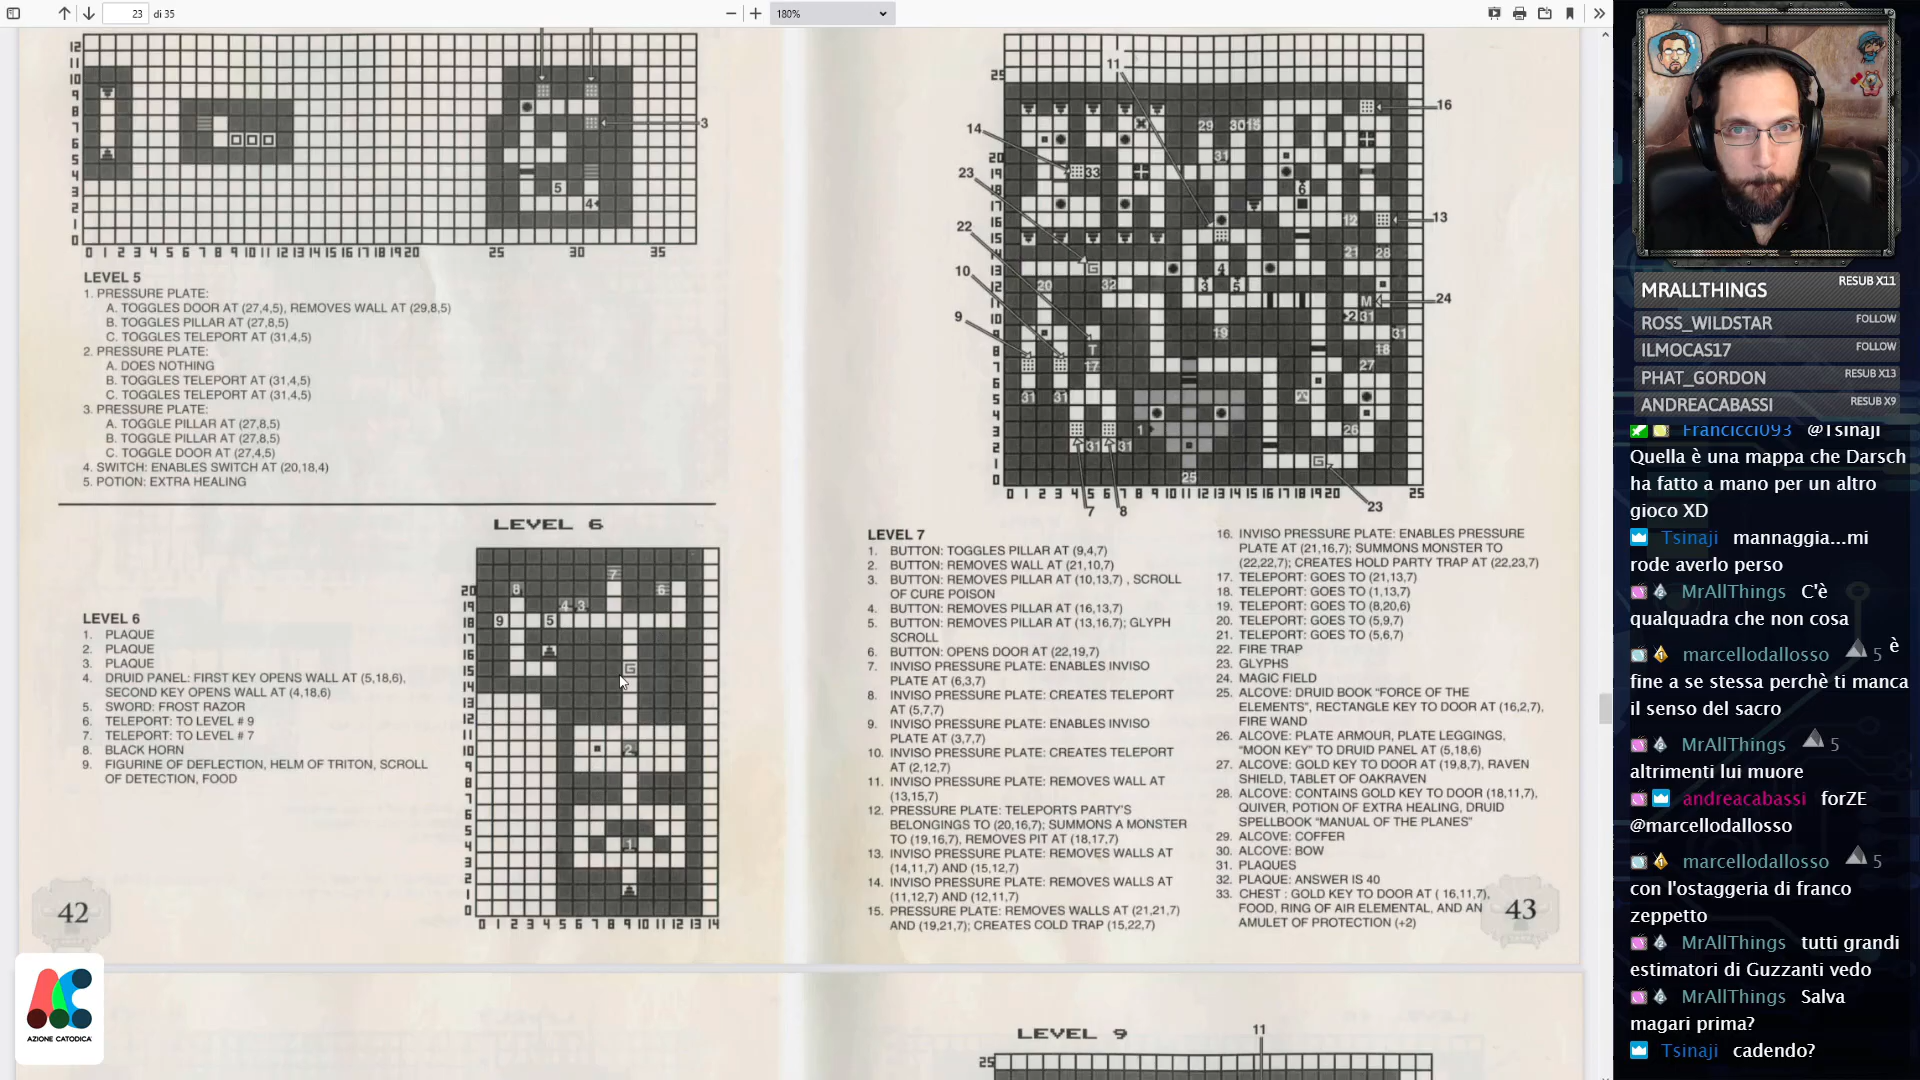 23
di 35
180%
LEVEL 5
1. PRESSURE PLATE:
A. TOGGLES DOOR AT (27,4,5), REMOVES WALL AT (29,8,5)
B. TOGGLES PILLAR AT (27,8,5)
C. TOGGLES TELEPORT AT (31,4,5)
2. PRESSURE PLATE:
A. DOES NOTHING
B. TOGGLES TELEPORT AT (31,4,5)
C. TOGGLES TELEPORT AT (31,4,5)
3. PRESSURE PLATE:
A. TOGGLE PILLAR AT (27,8,5)
B. TOGGLE PILLAR AT (27,8,5)
C. TOGGLE DOOR AT (27,4,5)
4. SWITCH: ENABLES SWITCH AT (20,18,4)
5. POTION: EXTRA HEALING
LEVEL 6
LEVEL 6
1. PLAQUE
2. PLAQUE
3. PLAQUE
4. DRUID PANEL: FIRST KEY OPENS WALL AT (5,18,6),
SECOND KEY OPENS WALL AT (4,18,6)
5. SWORD: FROST RAZOR
6. TELEPORT: TO LEVEL # 9
7. TELEPORT: TO LEVEL # 7
8. BLACK HORN
9. FIGURINE OF DEFLECTION, HELM OF TRITON, SCROLL
OF DETECTION, FOOD
42
LEVEL 7
1. BUTTON: TOGGLES PILLAR AT (9,4,7)
2. BUTTON: REMOVES WALL AT (21,10,7)
3. BUTTON: REMOVES PILLAR AT (10,13,7) , SCROLL
OF CURE POISON
4. BUTTON: REMOVES PILLAR AT (16,13,7)
5. BUTTON: REMOVES PILLAR AT (13,16,7); GLYPH
SCROLL
6. BUTTON: OPENS DOOR AT (22,19,7)
7. INVISO PRESSURE PLATE: ENABLES INVISO
PLATE AT (6,3,7)
8. INVISO PRESSURE PLATE: CREATES TELEPORT
AT (5,7,7)
9. INVISO PRESSURE PLATE: ENABLES INVISO
PLATE AT (3,7,7)
10. INVISO PRESSURE PLATE: CREATES TELEPORT
AT (2,12,7)
11. INVISO PRESSURE PLATE: REMOVES WALL AT
(13,15,7)
12. PRESSURE PLATE: TELEPORTS PARTY'S
BELONGINGS TO (20,16,7); SUMMONS A MONSTER
TO (19,16,7), REMOVES PIT AT (18,17,7)
13. INVISO PRESSURE PLATE: REMOVES WALLS AT
(14,11,7) AND (15,12,7)
14. INVISO PRESSURE PLATE: REMOVES WALLS AT
(11,12,7) AND (12,11,7)
15. PRESSURE PLATE: REMOVES WALLS AT (21,21,7)
AND (19,21,7); CREATES COLD TRAP (15,22,7)
16. INVISO PRESSURE PLATE: ENABLES PRESSURE
PLATE AT (21,16,7); SUMMONS MONSTER TO
(22,22,7); CREATES HOLD PARTY TRAP AT (22,23,7)
17. TELEPORT: GOES TO (21,13,7)
18. TELEPORT: GOES TO (1,13,7)
19. TELEPORT: GOES TO (8,20,6)
20. TELEPORT: GOES TO (5,9,7)
21. TELEPORT: GOES TO (5,6,7)
22. FIRE TRAP
23. GLYPHS
24. MAGIC FIELD
25. ALCOVE: DRUID BOOK “FORCE OF THE
ELEMENTS”, RECTANGLE KEY TO DOOR AT (16,2,7),
FIRE WAND
26. ALCOVE: PLATE ARMOUR, PLATE LEGGINGS,
“MOON KEY” TO DRUID PANEL AT (5,18,6)
27. ALCOVE: GOLD KEY TO DOOR AT (19,8,7), RAVEN
SHIELD, TABLET OF OAKRAVEN
28. ALCOVE: CONTAINS GOLD KEY TO DOOR (18,11,7),
QUIVER, POTION OF EXTRA HEALING, DRUID
SPELLBOOK “MANUAL OF THE PLANES”
29. ALCOVE: COFFER
30. ALCOVE: BOW
31. PLAQUES
32. PLAQUE: ANSWER IS 40
33. CHEST : GOLD KEY TO DOOR AT ( 16,11,7),
FOOD, RING OF AIR ELEMENTAL, AND AN
AMULET OF PROTECTION (+2)
43
LEVEL 9
11
25
AZIONE CATODICA
MRALLTHINGS RESUB X11
ROSS_WILDSTAR FOLLOW
ILMOCAS17 FOLLOW
PHAT_GORDON RESUB X13
ANDREACABASSI RESUB X9
Francicci093 @Tsinaji
Quella è una mappa che Darsch
ha fatto a mano per un altro
gioco XD
Tsinaji mannaggia...mi
rode averlo perso
MrAllThings C'è
qualquadra che non cosa
marcellodallosso 5 è
fine a se stessa perchè ti manca
il senso del sacro
MrAllThings 5
altrimenti lui muore
andreacabassi forZE
@marcellodallosso
marcellodallosso 5
con l'ostaggeria di franco
zeppetto
MrAllThings tutti grandi
estimatori di Guzzanti vedo
MrAllThings Salva
magari prima?
Tsinaji cadendo?